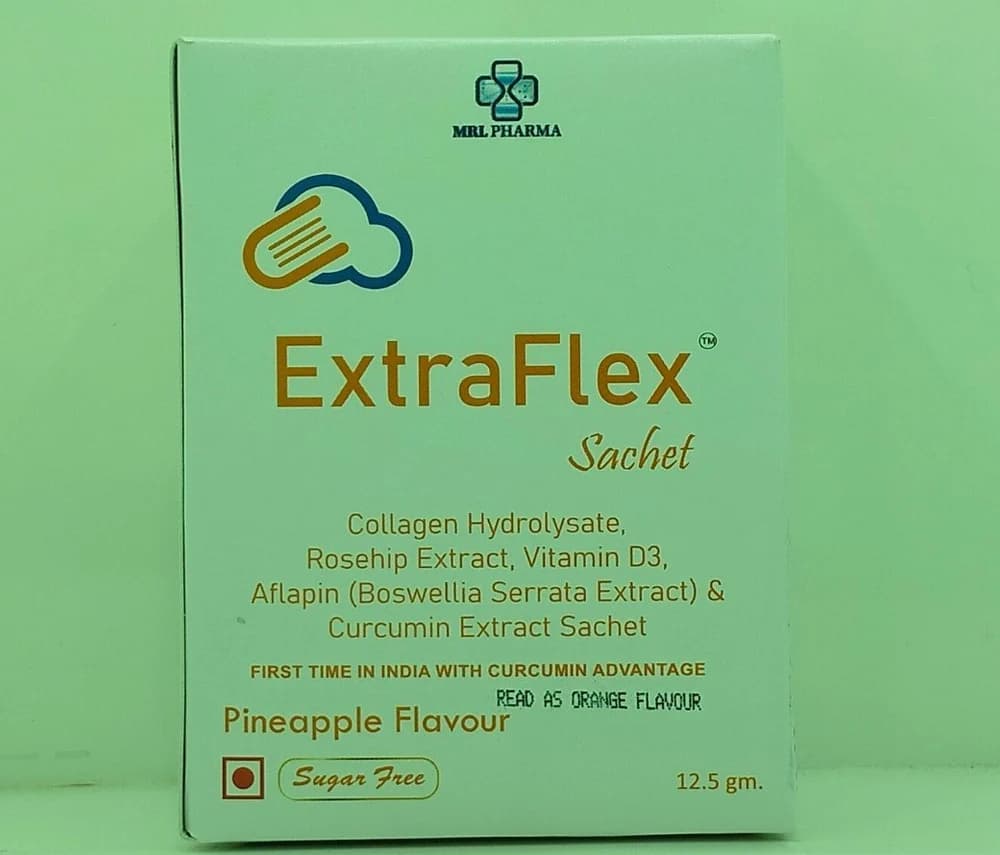 MRL PHARMA
ExtraFlex™
Sachet
Collagen Hydrolysate,
Rosehip Extract, Vitamin D3,
Aflapin (Boswellia Serrata Extract) &
Curcumin Extract Sachet
FIRST TIME IN INDIA WITH CURCUMIN ADVANTAGE
READ AS ORANGE FLAVOUR
Pineapple Flavour
Sugar Free
12.5 gm.